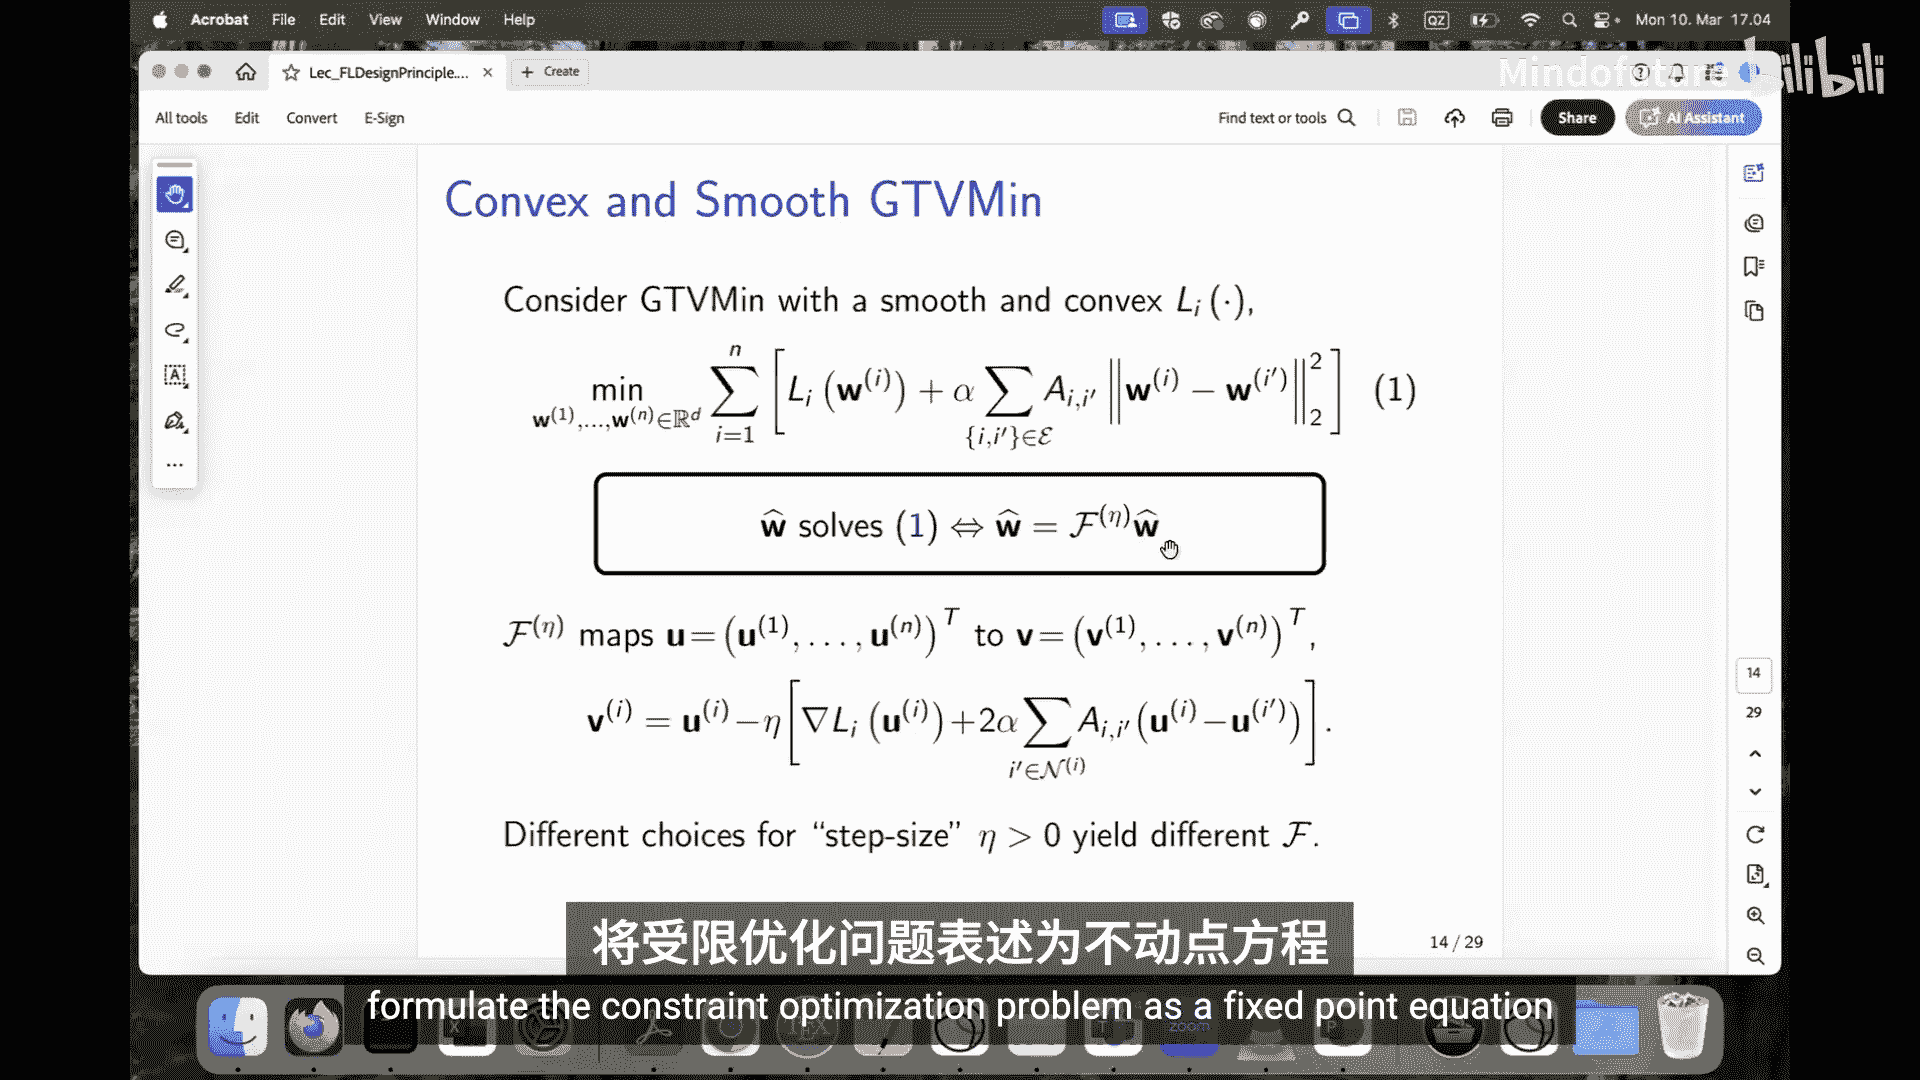 Acrobat File Edit View Window Help
QZ
Mon 10. Mar 17.04
Lec_FLDesignPrinciple....
+ Create
Mindofuture
bilibili
All tools Edit Convert E-Sign
Find text or tools
Share
AI Assistant
Convex and Smooth GTVMin
Consider GTVMin with a smooth and convex L_i (·),
min_{w^{(1)},...,w^{(n)}∈ℝ^d} ∑_{i=1}^{n} [ L_i (w^{(i)}) + α ∑_{{i,i'}∈ℰ} A_{i,i'} ‖w^{(i)} − w^{(i')}‖_2^2 ] (1)
ŵ solves (1) ⇔ ŵ = ℱ^{(η)}ŵ
ℱ^{(η)} maps u=(u^{(1)}, . . . , u^{(n)})^T to v=(v^{(1)}, . . . , v^{(n)})^T,
v^{(i)} = u^{(i)}−η[∇L_i (u^{(i)})+2α∑_{i'∈𝒩^{(i)}} A_{i,i'}(u^{(i)}−u^{(i')})].
Different choices for “step-size” η > 0 yield different ℱ.
14
29
14 / 29
将受限优化问题表述为不动点方程
formulate the constraint optimization problem as a fixed point equation
zoom